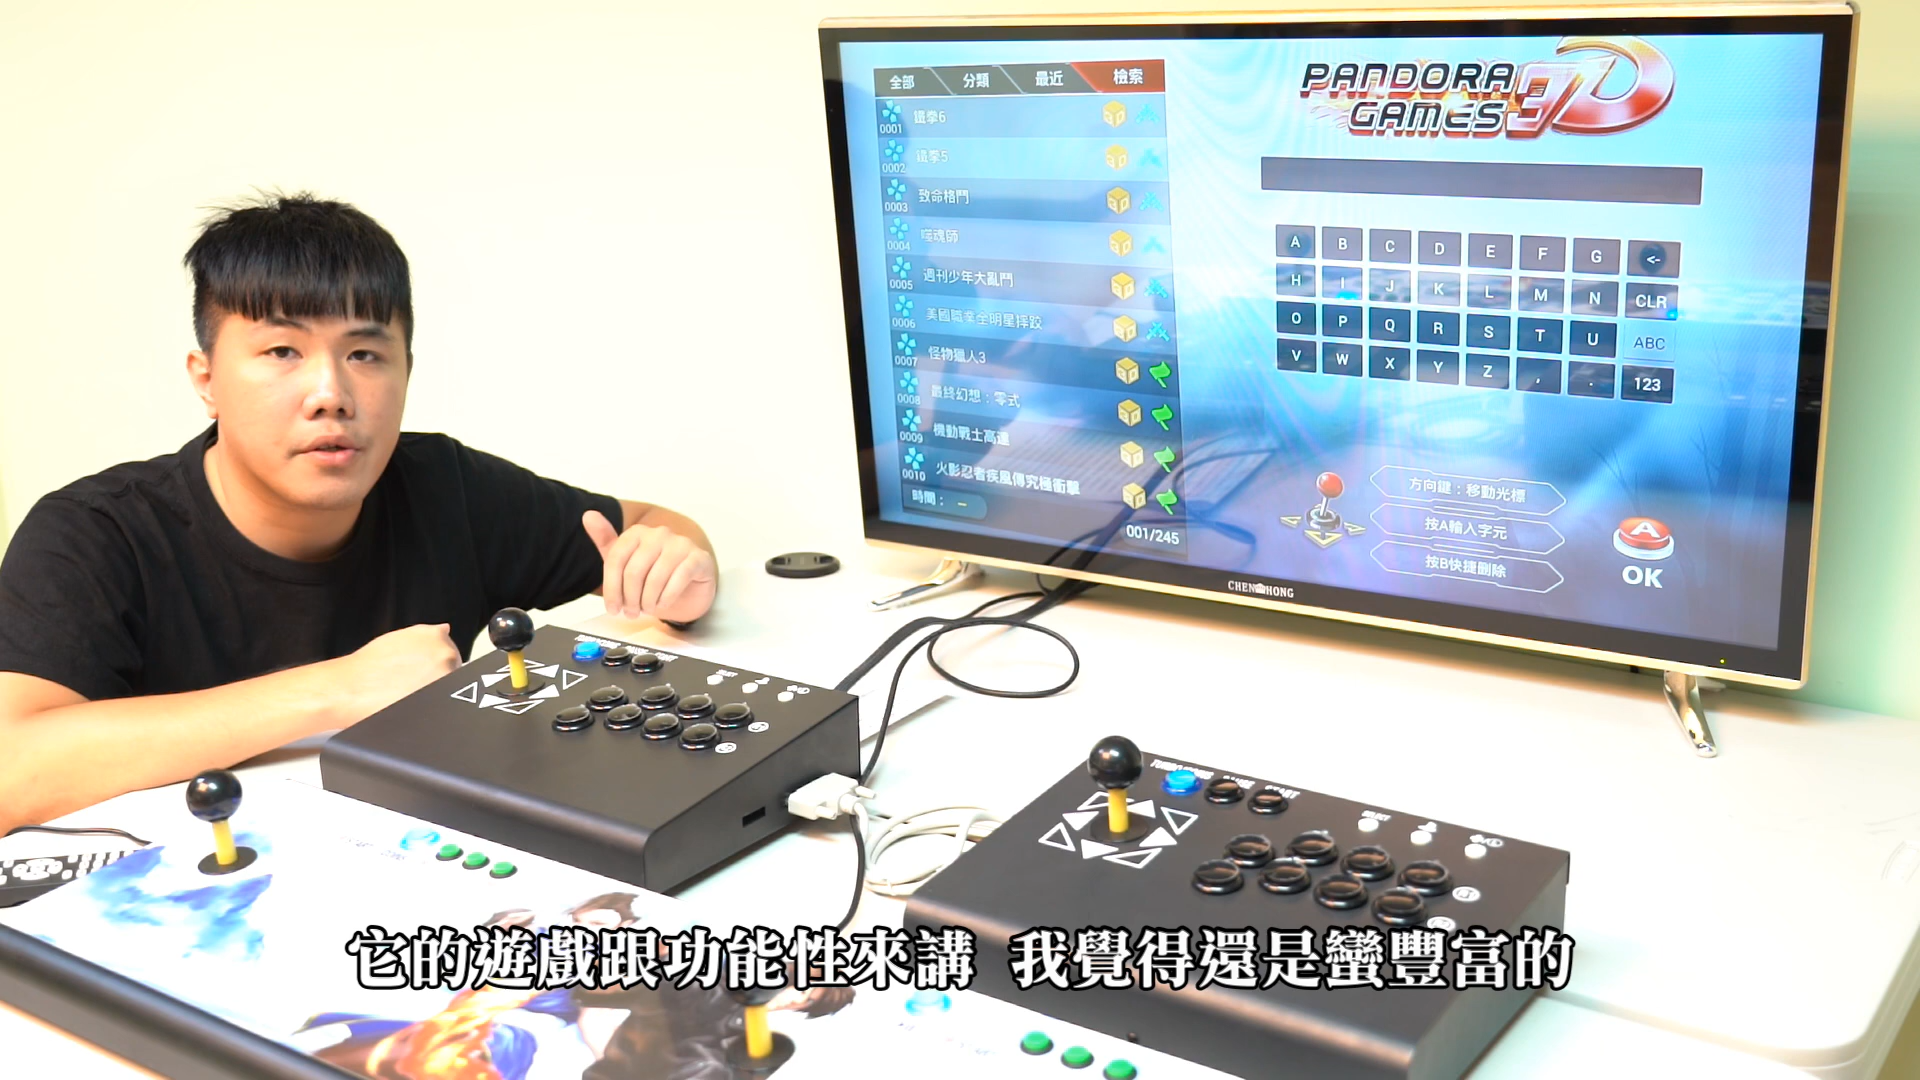 全部 分類 最近 檢索
0001 鐵拳6
0002 鐵拳5
0003 致命格鬥
0004 噬魂師
0005 週刊少年大亂鬥
0006 美國職業全明星摔跤
0007 怪物獵人3
0008 最終幻想：零式
0009 機動戰士高達
0010 火影忍者疾風傳究極衝擊
時間： –
001/245
PANDORA
GAMES 3D
A B C D E F G <-
H I J K L M N CLR
O P Q R S T U ABC
V W X Y Z , . 123
方向鍵：移動光標
按A輸入字元
按B快捷刪除
A
OK
CHENHONG
SELECT
SELECT
它的遊戲跟功能性來講 我覺得還是蠻豐富的